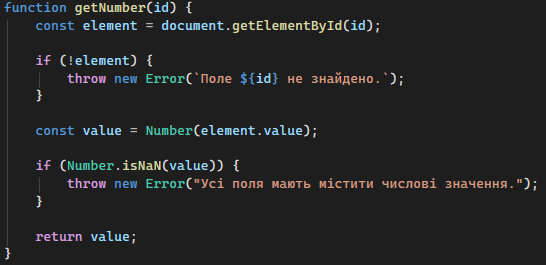 function getNumber(id) {
    const element = document.getElementById(id);

    if (!element) {
        throw new Error(`Поле ${id} не знайдено.`);
    }

    const value = Number(element.value);

    if (Number.isNaN(value)) {
        throw new Error("Усі поля мають містити числові значення.");
    }

    return value;
}